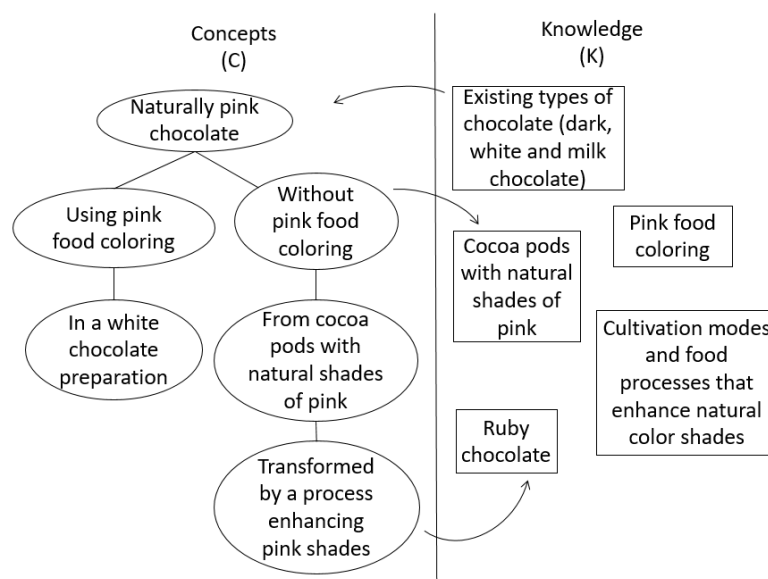 Concepts
(C)
Knowledge
(K)
Naturally pink
chocolate
Using pink
food coloring
Without
pink food
coloring
In a white
chocolate
preparation
From cocoa
pods with
natural shades
of pink
Transformed
by a process
enhancing
pink shades
Existing types of
chocolate (dark,
white and milk
chocolate)
Pink food
coloring
Cocoa pods
with natural
shades of
pink
Cultivation modes
and food
processes that
enhance natural
color shades
Ruby
chocolate